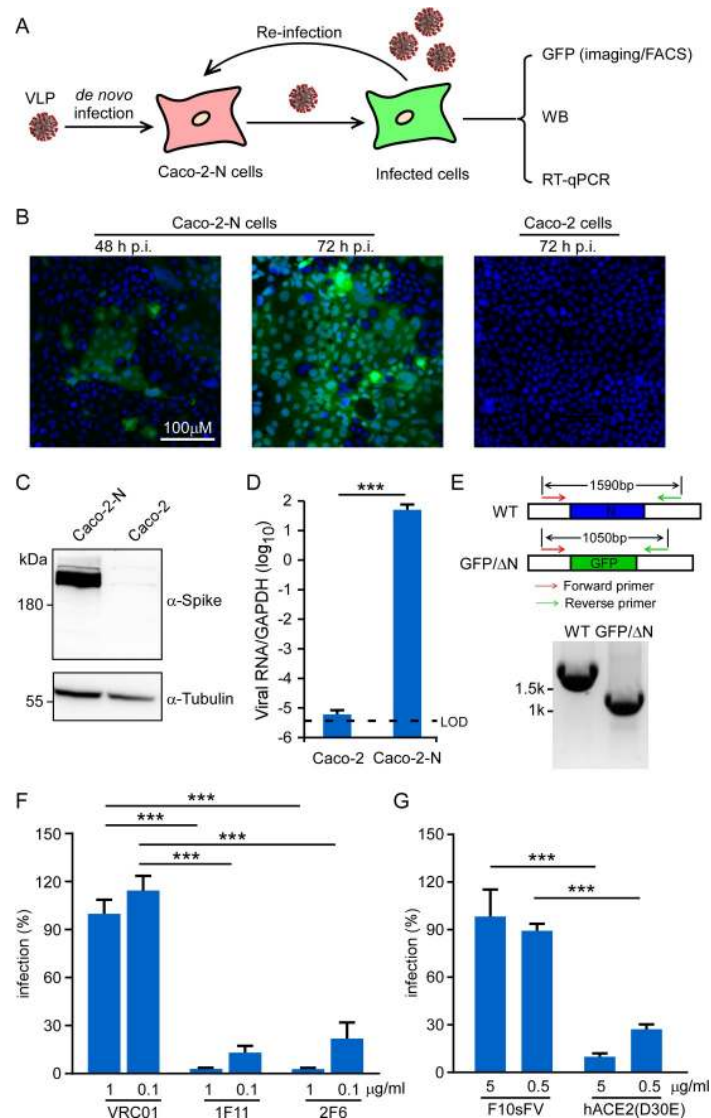 A
Re-infection
VLP
de novo
infection
Caco-2-N cells
Infected cells
GFP (imaging/FACS)
WB
RT-qPCR
B
Caco-2-N cells
Caco-2 cells
48 h p.i.
72 h p.i.
72 h p.i.
100μM
C
Caco-2-N
Caco-2
kDa
180
α-Spike
55
α-Tubulin
D
***
Viral RNA/GAPDH (log10)
2
1
0
-1
-2
-3
-4
-5
-6
LOD
Caco-2
Caco-2-N
E
1590bp
WT
N
1050bp
GFP/ΔN
GFP
Forward primer
Reverse primer
WT GFP/ΔN
1.5k
1k
F
***
***
***
***
infection (%)
150
120
90
60
30
0
1 0.1 1 0.1 1 0.1 μg/ml
VRC01 1F11 2F6
G
***
***
infection (%)
150
120
90
60
30
0
5 0.5 5 0.5 μg/ml
F10sFV hACE2(D30E)